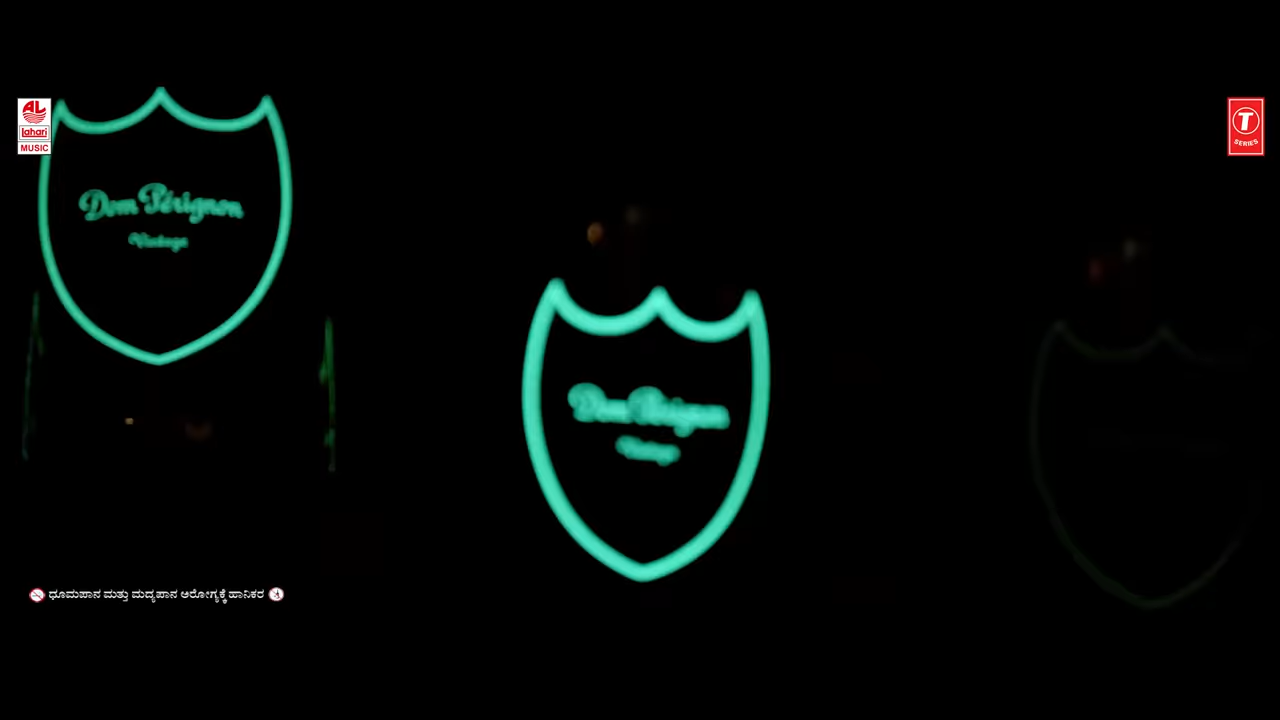 AL
lahari
MUSIC
T
SERIES
Dom Pérignon
Vintage
Dom Pérignon
Vintage
ಧೂಮಪಾನ ಮತ್ತು ಮದ್ಯಪಾನ ಆರೋಗ್ಯಕ್ಕೆ ಹಾನಿಕರ